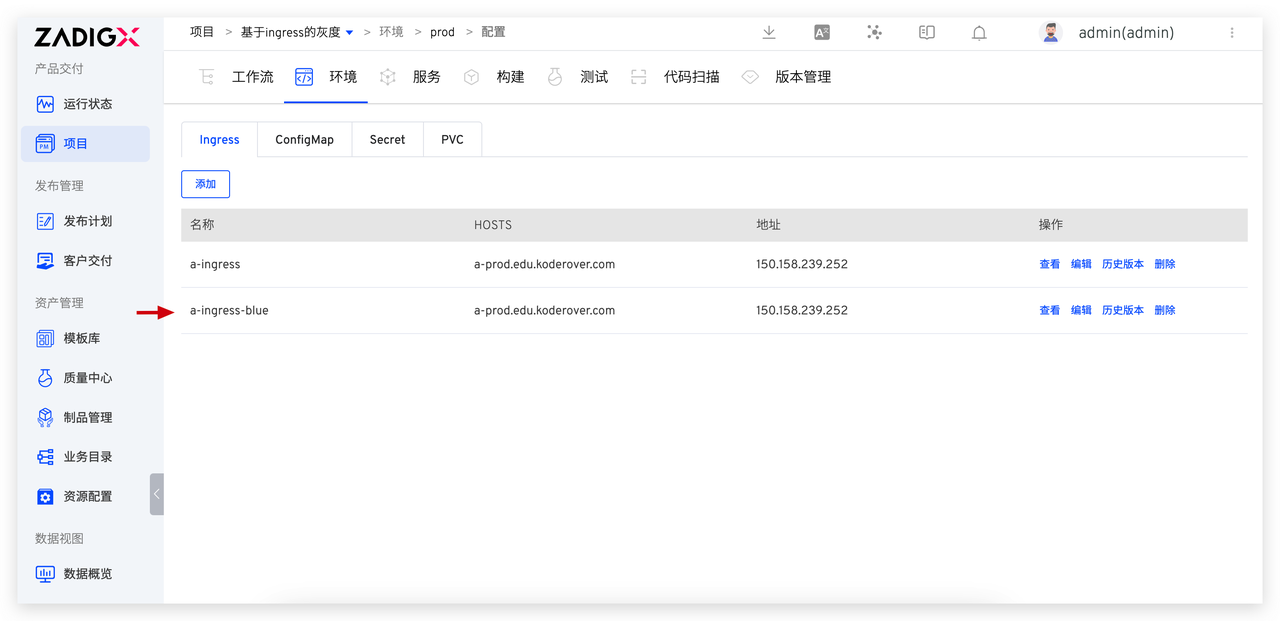 ZADIGX
项目 > 基于ingress的灰度 > 环境 > prod > 配置
admin(admin)
产品交付
运行状态
项目
发布管理
发布计划
客户交付
资产管理
模板库
质量中心
制品管理
业务目录
资源配置
数据视图
数据概览
工作流 环境 服务 构建 测试 代码扫描 版本管理
Ingress ConfigMap Secret PVC
添加
名称 HOSTS 地址 操作
a-ingress a-prod.edu.koderover.com 150.158.239.252 查看 编辑 历史版本 删除
a-ingress-blue a-prod.edu.koderover.com 150.158.239.252 查看 编辑 历史版本 删除